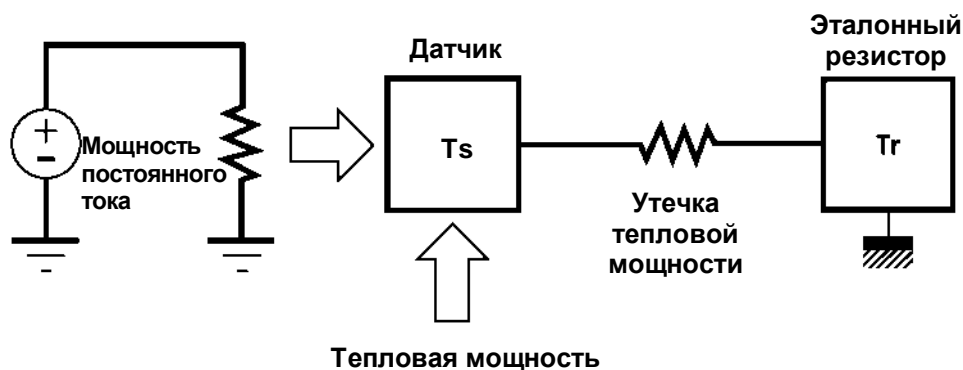 Эталонный
резистор
Датчик
+
-
Мощность
постоянного
тока
Ts
Tr
Утечка
тепловой
мощности
Тепловая мощность